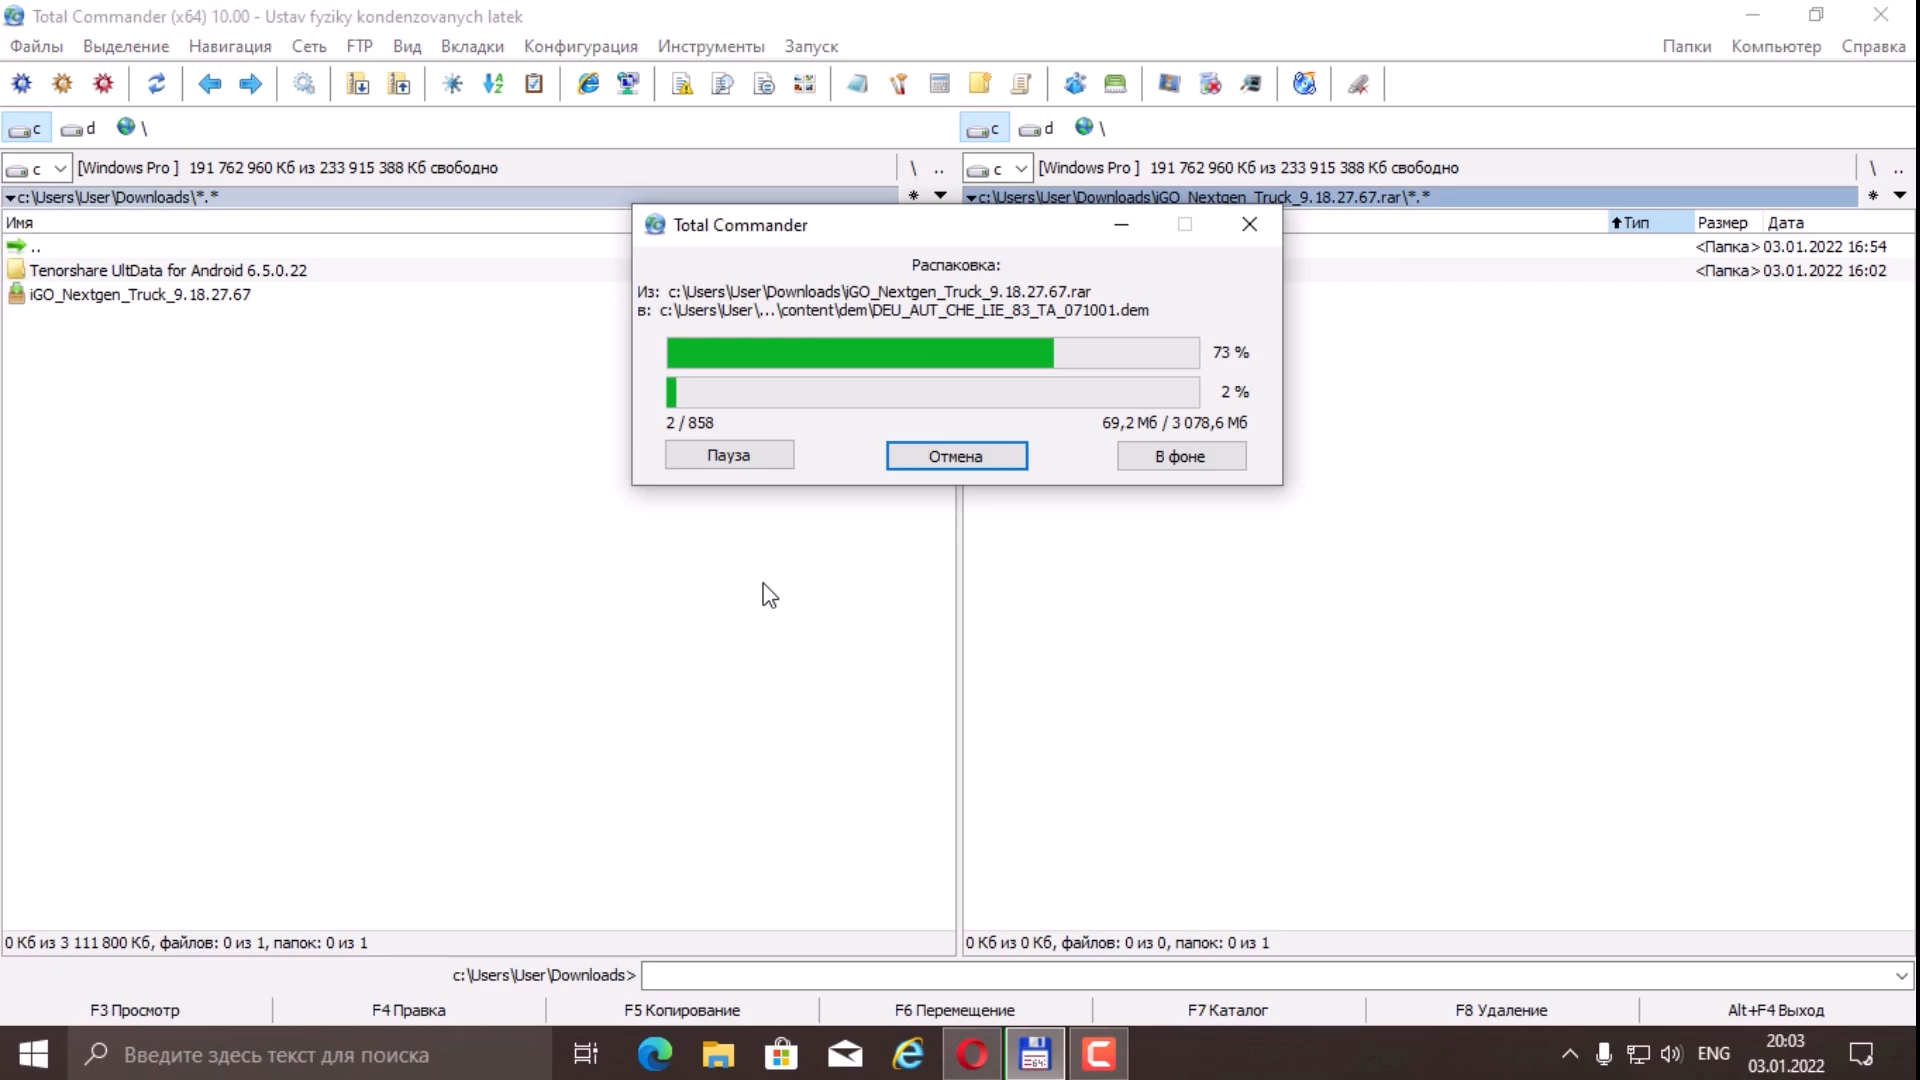 Total Commander (x64) 10.00 - Ustav fyziky kondenzovanych latek
Файлы Выделение Навигация Сеть FTP Вид Вкладки Конфигурация Инструменты Запуск Папки Компьютер Справка
c d \ c d \
c [Windows Pro ] 191 762 960 Кб из 233 915 388 Кб свободно \ .. c [Windows Pro ] 191 762 960 Кб из 233 915 388 Кб свободно \ ..
c:\Users\User\Downloads\*.* * c:\Users\User\Downloads\iGO_Nextgen_Truck_9.18.27.67.rar\*.* *
Имя Тип Размер Дата
.. <Папка> 03.01.2022 16:54
Tenorshare UltData for Android 6.5.0.22 <Папка> 03.01.2022 16:02
iGO_Nextgen_Truck_9.18.27.67
Total Commander
Распаковка:
Из: c:\Users\User\Downloads\iGO_Nextgen_Truck_9.18.27.67.rar
в: c:\Users\User\...\content\dem\DEU_AUT_CHE_LIE_83_TA_071001.dem
73 %
2 %
2 / 858 69,2 Мб / 3 078,6 Мб
Пауза Отмена В фоне
0 Кб из 3 111 800 Кб, файлов: 0 из 1, папок: 0 из 1 0 Кб из 0 Кб, файлов: 0 из 0, папок: 0 из 1
c:\Users\User\Downloads>
F3 Просмотр F4 Правка F5 Копирование F6 Перемещение F7 Каталог F8 Удаление Alt+F4 Выход
Введите здесь текст для поиска 64 ENG 20:03
03.01.2022